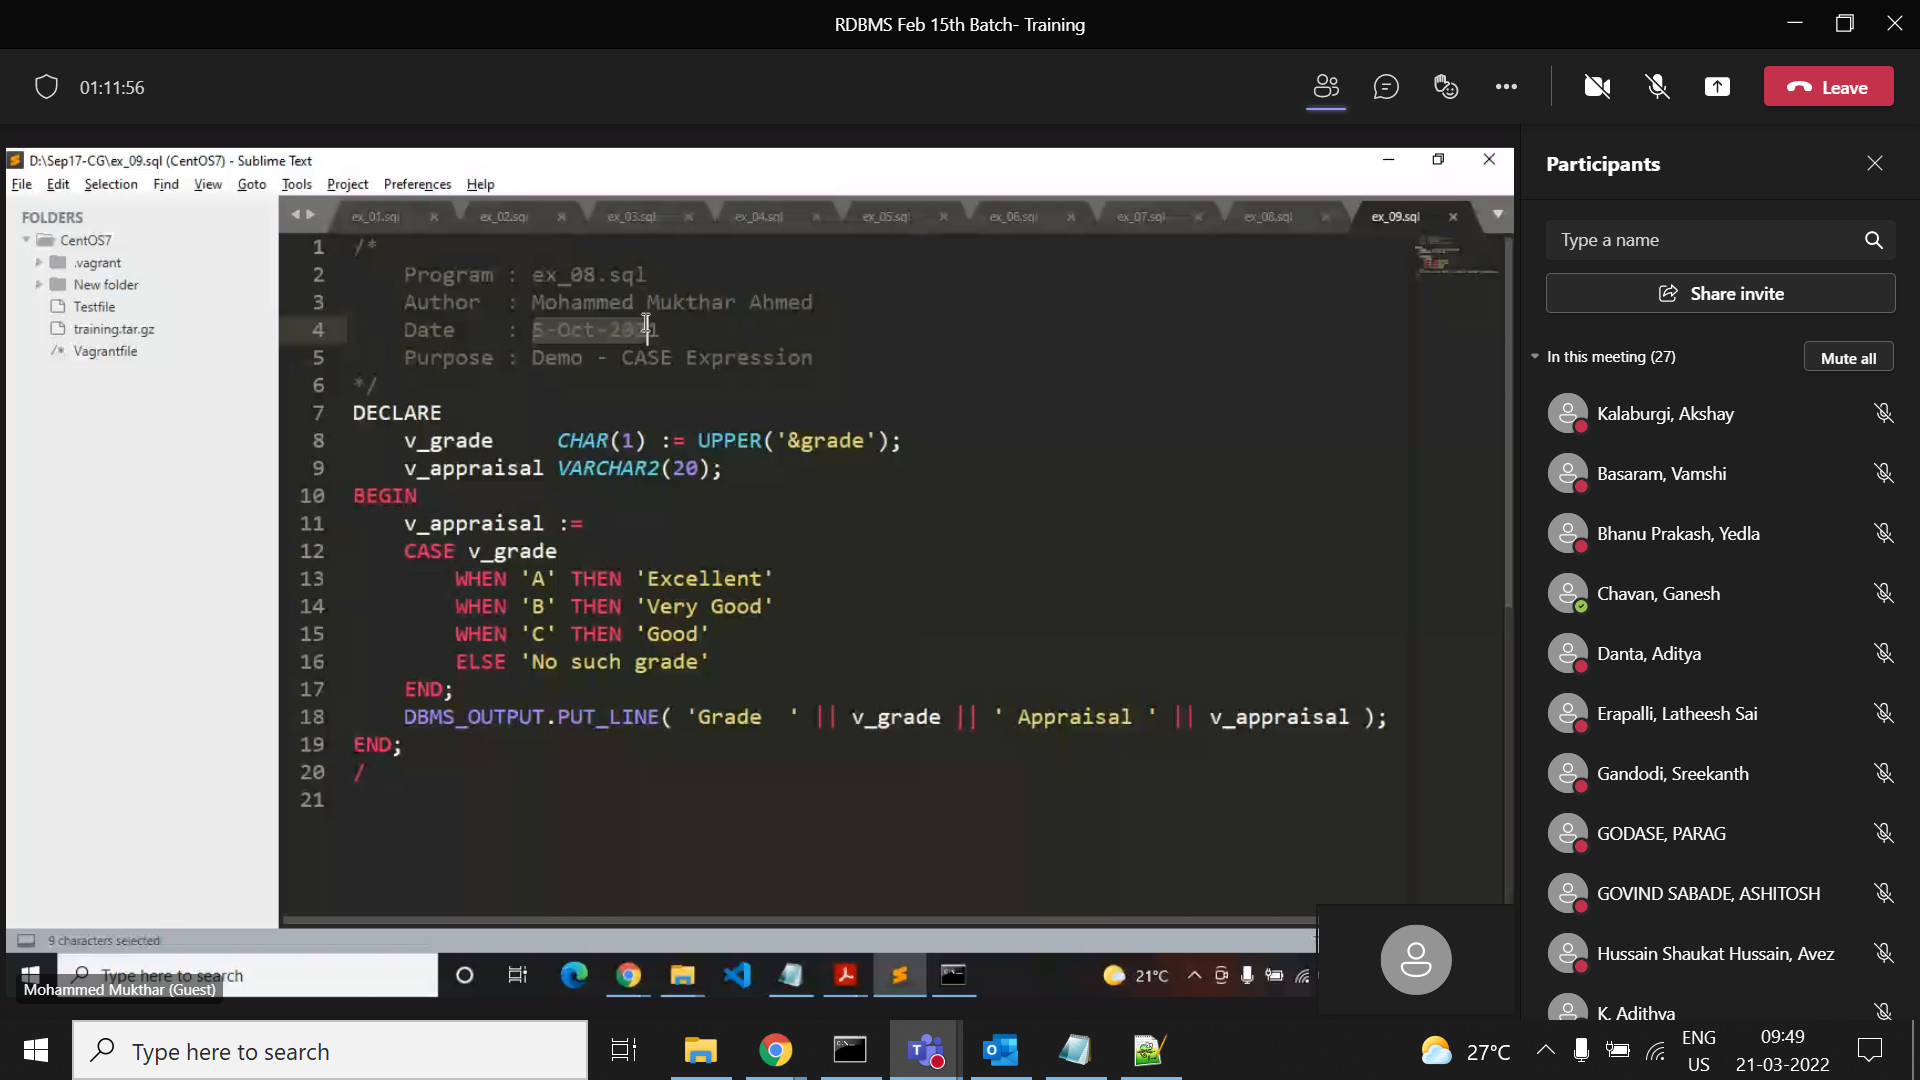 RDBMS Feb 15th Batch- Training
01:11:56
Leave
D:\Sep17-CG\ex_09.sql (CentOS7) - Sublime Text
File Edit Selection Find View Goto Tools Project Preferences Help
FOLDERS
CentOS7
.vagrant
New folder
Testfile
training.tar.gz
Vagrantfile
ex_01.sql ex_02.sql ex_03.sql ex_04.sql ex_05.sql ex_06.sql ex_07.sql ex_08.sql ex_09.sql
1 /*
2 Program : ex_08.sql
3 Author : Mohammed Mukthar Ahmed
4 Date : 5-Oct-2021
5 Purpose : Demo - CASE Expression
6 */
7 DECLARE
8 v_grade CHAR(1) := UPPER('&grade');
9 v_appraisal VARCHAR2(20);
10 BEGIN
11 v_appraisal :=
12 CASE v_grade
13 WHEN 'A' THEN 'Excellent'
14 WHEN 'B' THEN 'Very Good'
15 WHEN 'C' THEN 'Good'
16 ELSE 'No such grade'
17 END;
18 DBMS_OUTPUT.PUT_LINE( 'Grade ' || v_grade || ' Appraisal ' || v_appraisal );
19 END;
20 /
21
9 characters selected
Type here to search
21°C
Mohammed Mukthar (Guest)
Participants
Type a name
Share invite
In this meeting (27)
Mute all
Kalaburgi, Akshay
Basaram, Vamshi
Bhanu Prakash, Yedla
Chavan, Ganesh
Danta, Aditya
Erapalli, Latheesh Sai
Gandodi, Sreekanth
GODASE, PARAG
GOVIND SABADE, ASHITOSH
Hussain Shaukat Hussain, Avez
K. Adithya
Type here to search
27°C
ENG
US
09:49
21-03-2022